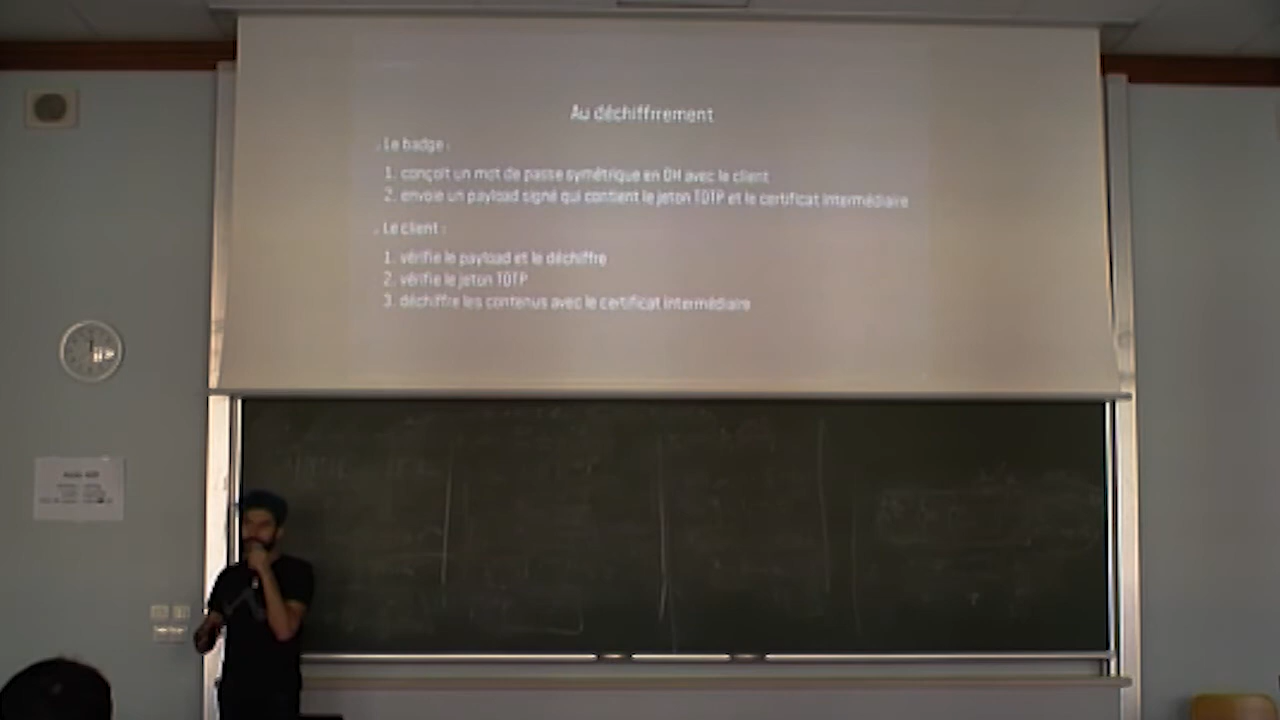 Au déchiffrement
. Le badge :
1. conçoit un mot de passe symétrique en DH avec le client
2. envoie un payload signé qui contient le jeton TOTP et le certificat intermédiaire
. Le client :
1. vérifie le payload et le déchiffre
2. vérifie le jeton TOTP
3. déchiffre les contenus avec le certificat intermédiaire